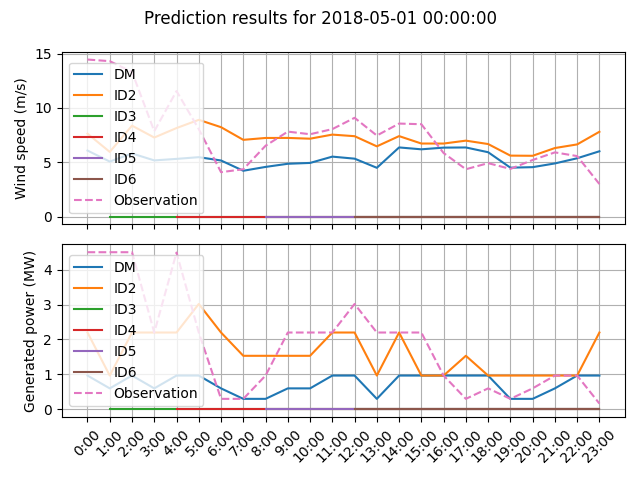 Prediction results for 2018-05-01 00:00:00
Wind speed (m/s)
15
10
5
0
DM
ID2
ID3
ID4
ID5
ID6
Observation
Generated power (MW)
4
3
2
1
0
DM
ID2
ID3
ID4
ID5
ID6
Observation
0:00 1:00 2:00 3:00 4:00 5:00 6:00 7:00 8:00 9:00 10:00 11:00 12:00 13:00 14:00 15:00 16:00 17:00 18:00 19:00 20:00 21:00 22:00 23:00